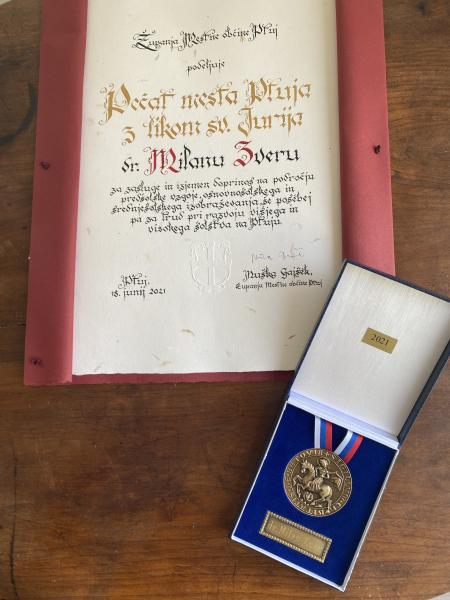 Županja Mestne občine Ptuj
podeljuje
Pečat mesta Ptuja
z likom sv. Jurija
dr. Milanu Zveru
za zasluge in izjemen doprinos na področju
predšolske vzgoje, osnovnošolskega in
srednješolskega izobraževanja, še posebej
pa za trud pri razvoju višjega in
visokega šolstva na Ptuju
Ptuj,
18. junij 2021
Nuška Gajšek,
Županja Mestne občine Ptuj
2021